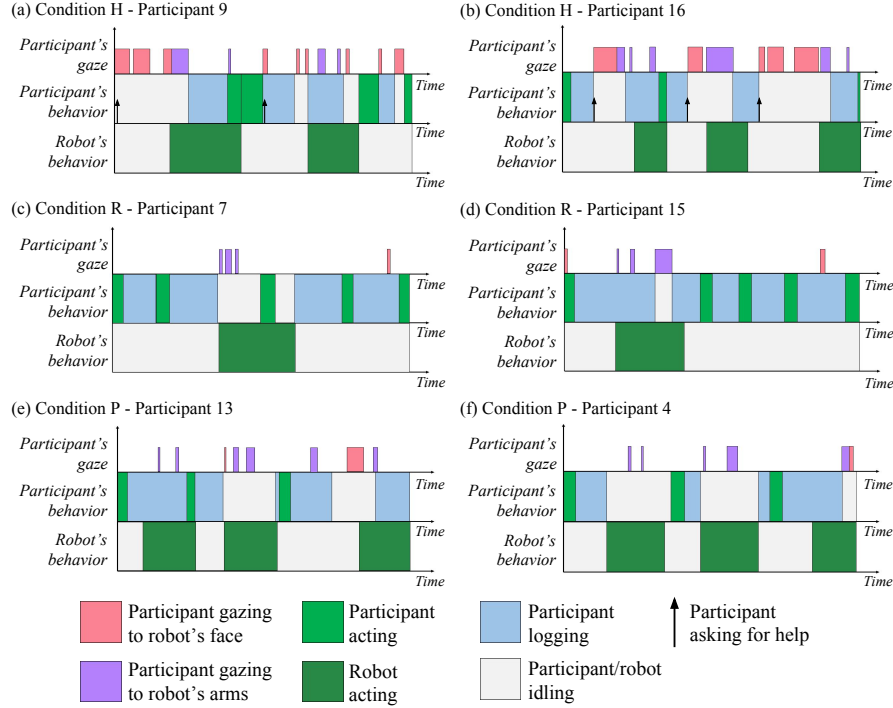 (a) Condition H - Participant 9
Participant's
gaze
Time
Participant's
behavior
Time
Robot's
behavior
Time
(b) Condition H - Participant 16
Participant's
gaze
Time
Participant's
behavior
Time
Robot's
behavior
Time
(c) Condition R - Participant 7
Participant's
gaze
Time
Participant's
behavior
Time
Robot's
behavior
Time
(d) Condition R - Participant 15
Participant's
gaze
Time
Participant's
behavior
Time
Robot's
behavior
Time
(e) Condition P - Participant 13
Participant's
gaze
Time
Participant's
behavior
Time
Robot's
behavior
Time
(f) Condition P - Participant 4
Participant's
gaze
Time
Participant's
behavior
Time
Robot's
behavior
Time
Participant gazing
to robot's face
Participant
acting
Participant
logging
Participant
asking for help
Participant gazing
to robot's arms
Robot
acting
Participant/robot
idling